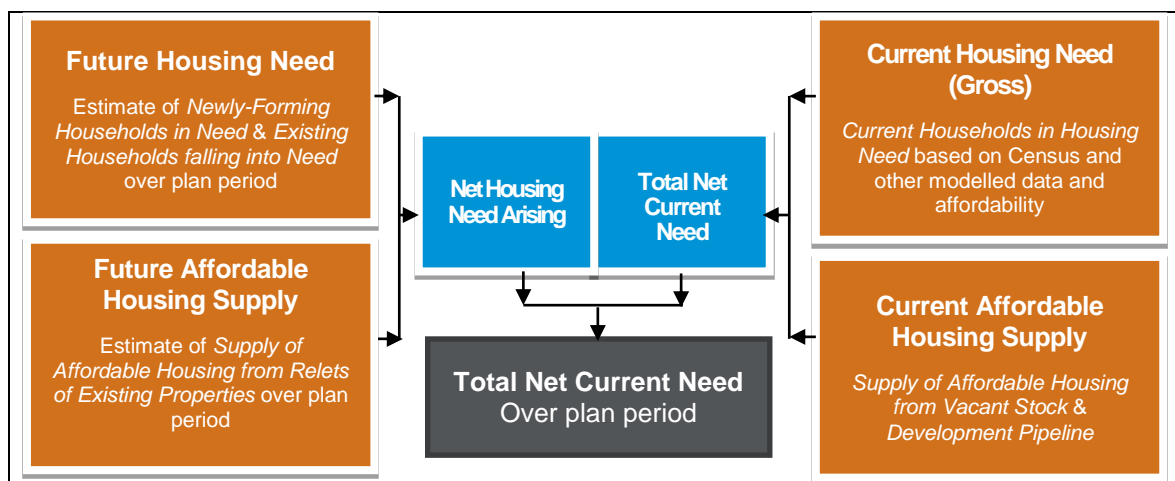 Future Housing Need
Estimate of Newly-Forming
Households in Need & Existing
Households falling into Need
over plan period
Future Affordable
Housing Supply
Estimate of Supply of
Affordable Housing from Relets
of Existing Properties over plan
period
Net Housing
Need Arising
Total Net
Current
Need
Total Net Current Need
Over plan period
Current Housing Need
(Gross)
Current Households in Housing
Need based on Census and
other modelled data and
affordability
Current Affordable
Housing Supply
Supply of Affordable Housing
from Vacant Stock &
Development Pipeline